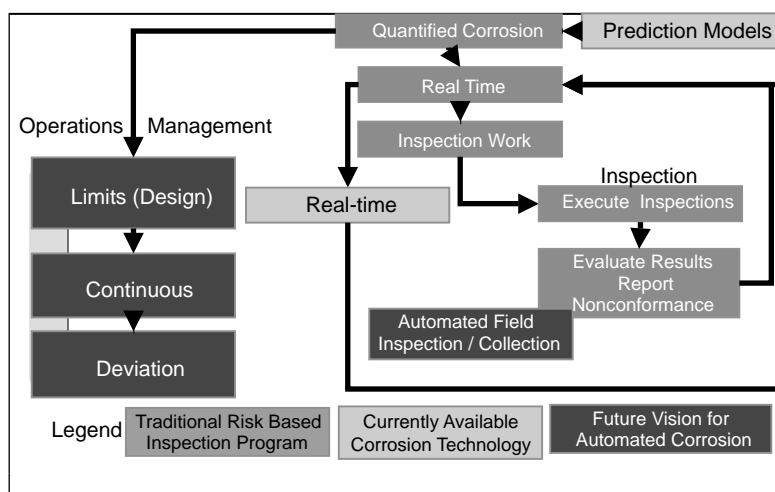 Quantified Corrosion
Prediction Models
Real Time
Operations Management
Inspection Work
Limits (Design)
Real-time
Inspection
Execute Inspections
Continuous
Evaluate Results
Report
Nonconformance
Automated Field
Inspection / Collection
Deviation
Legend
Traditional Risk Based
Inspection Program
Currently Available
Corrosion Technology
Future Vision for
Automated Corrosion